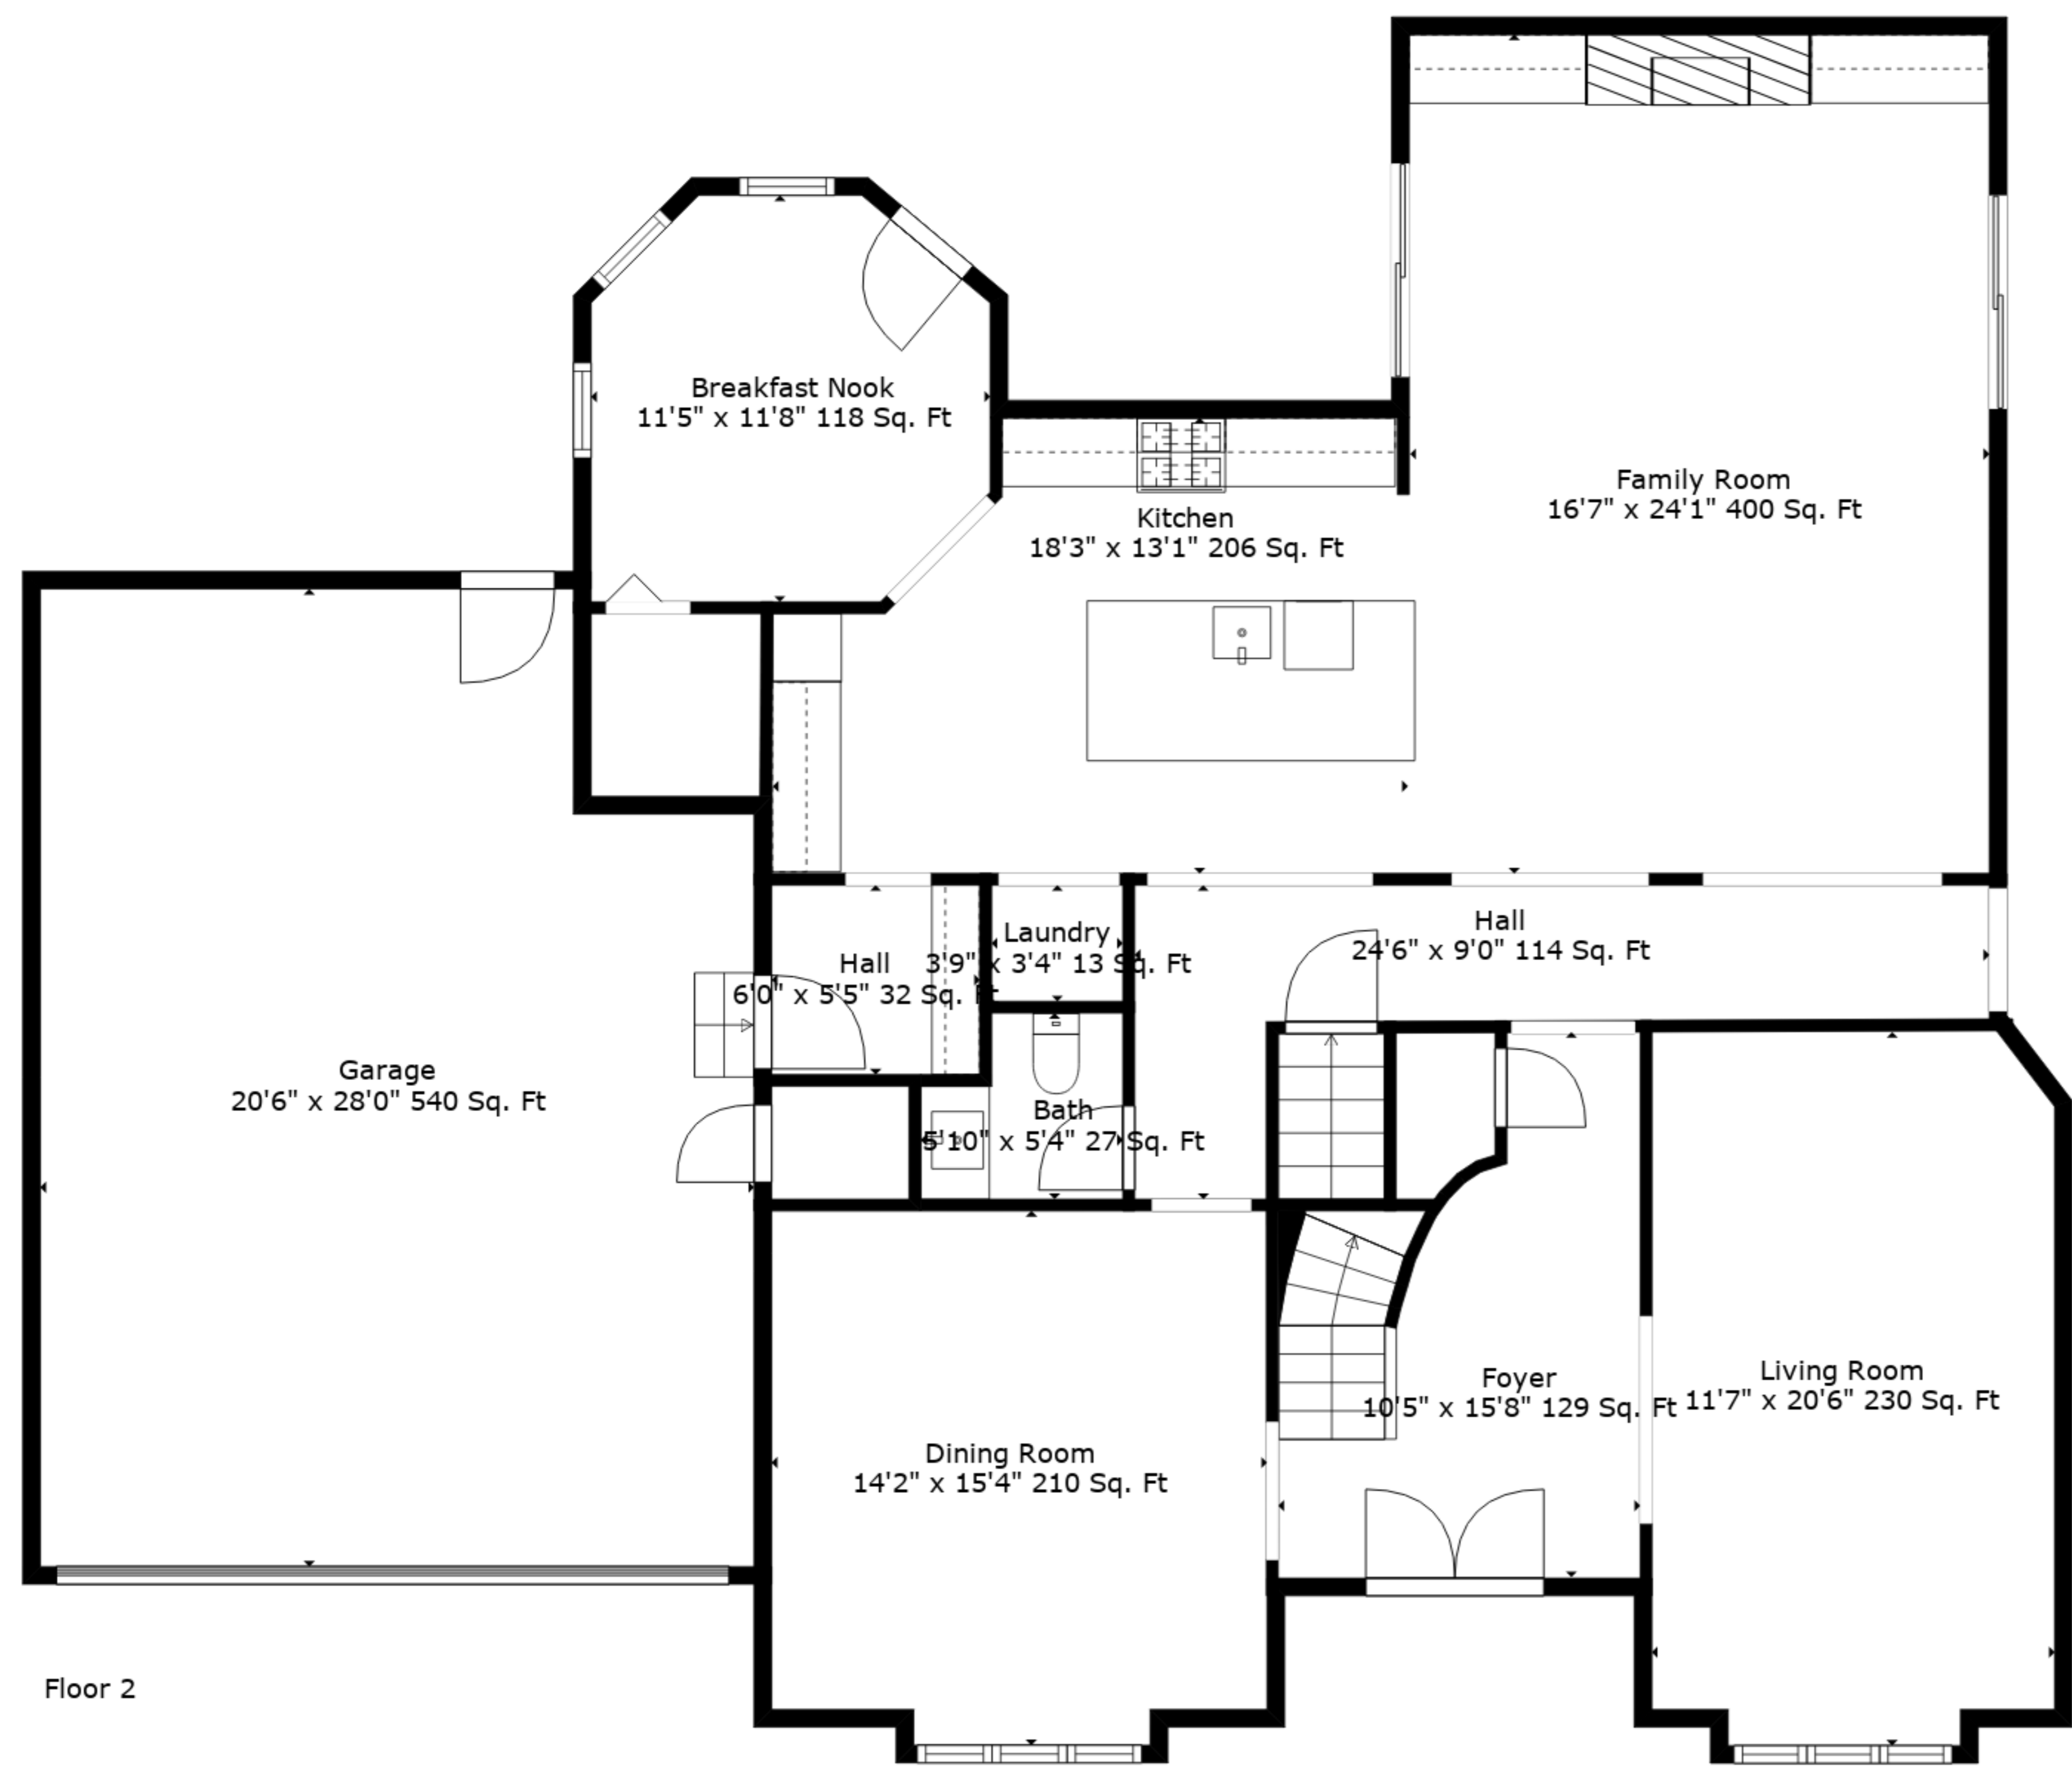 Breakfast Nook
11'5" x 11'8" 118 Sq. Ft
Family Room
16'7" x 24'1" 400 Sq. Ft
Kitchen
18'3" x 13'1" 206 Sq. Ft
Hall
24'6" x 9'0" 114 Sq. Ft
Laundry
3'9" x 3'4" 13 Sq. Ft
Hall
6'0" x 5'5" 32 Sq. Ft
Garage
20'6" x 28'0" 540 Sq. Ft
Bath
5'10" x 5'4" 27 Sq. Ft
Foyer
10'5" x 15'8" 129 Sq. Ft
Living Room
11'7" x 20'6" 230 Sq. Ft
Dining Room
14'2" x 15'4" 210 Sq. Ft
Floor 2